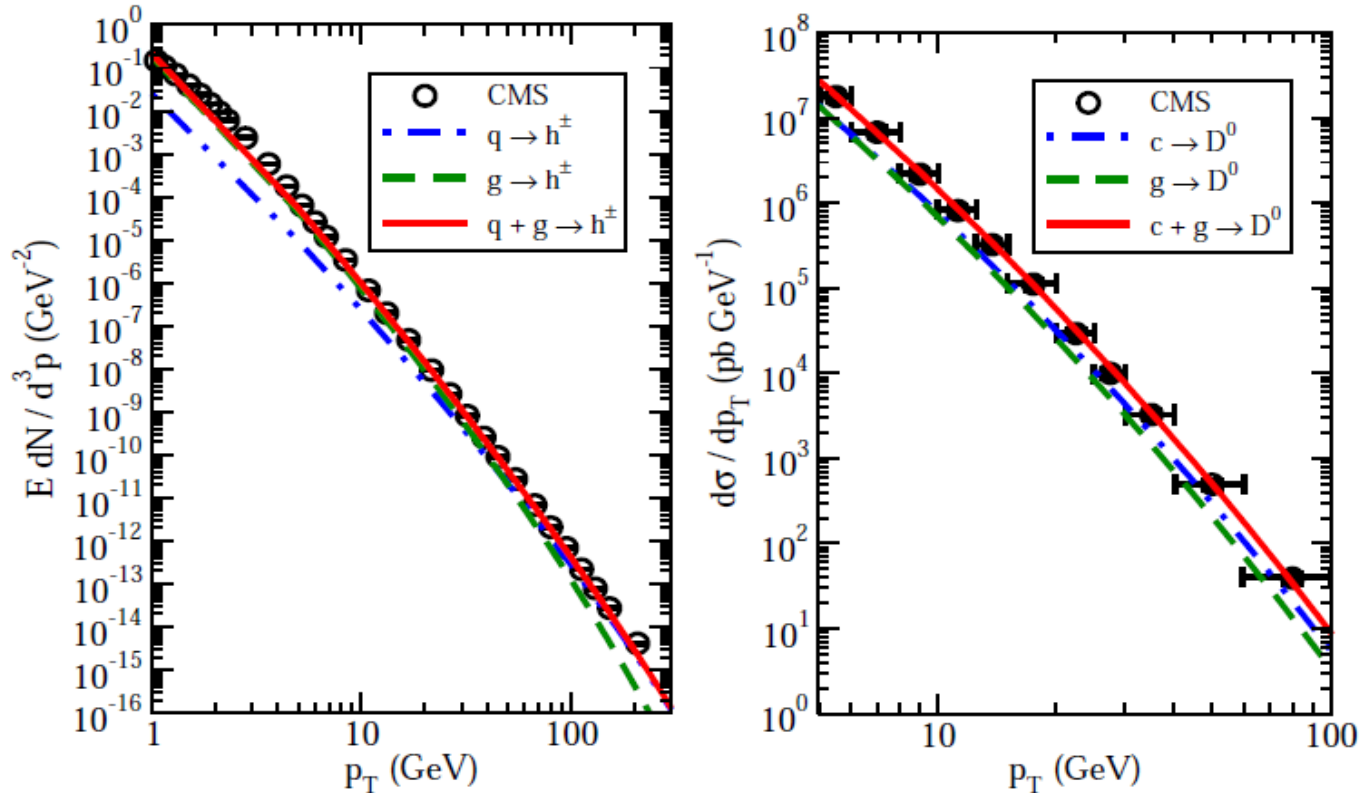 10^0
10^-1
10^-2
10^-3
10^-4
10^-5
10^-6
10^-7
10^-8
10^-9
10^-10
10^-11
10^-12
10^-13
10^-14
10^-15
10^-16
E dN / d^3p (GeV^-2)
CMS
q → h^±
g → h^±
q + g → h^±
1 10 100
p_T (GeV)
10^8
10^7
10^6
10^5
10^4
10^3
10^2
10^1
10^0
dσ / dp_T (pb GeV^-1)
CMS
c → D^0
g → D^0
c + g → D^0
10 100
p_T (GeV)